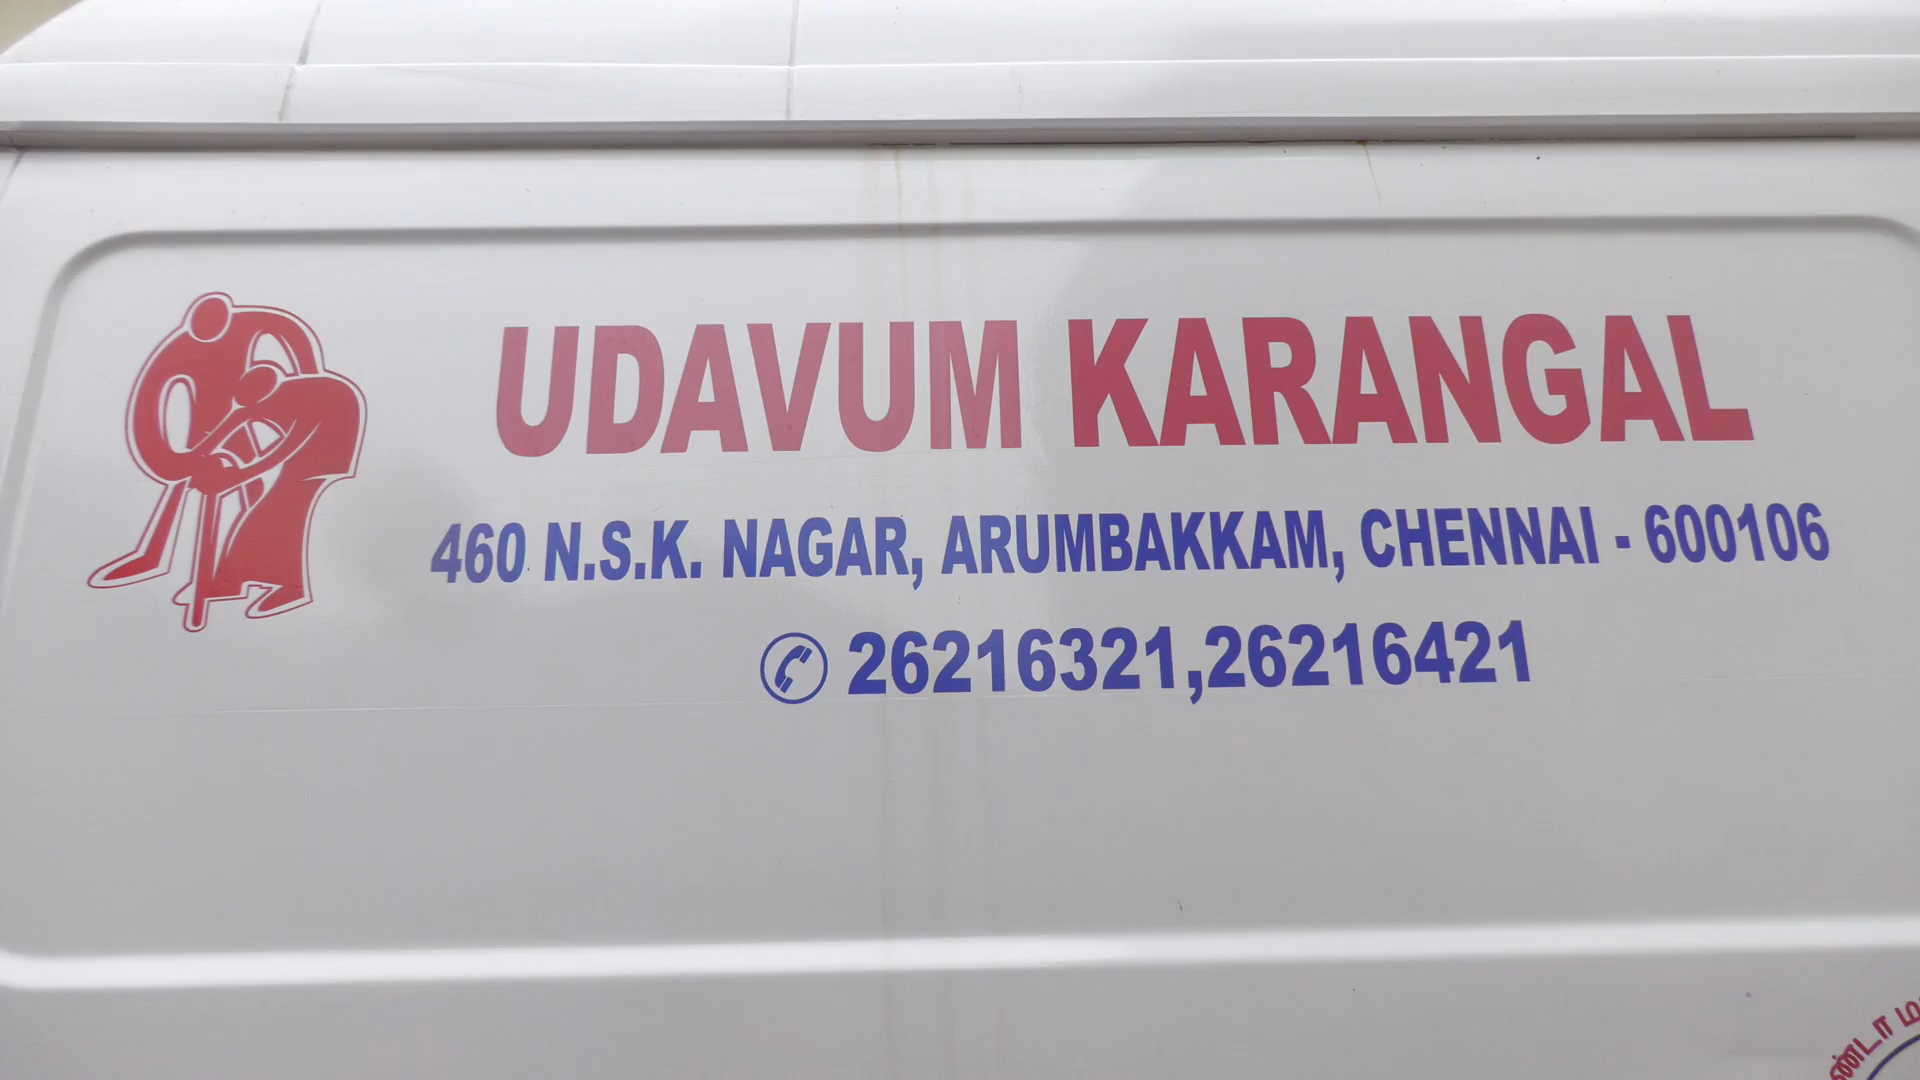 UDAVUM KARANGAL
460 N.S.K. NAGAR, ARUMBAKKAM, CHENNAI - 600106
26216321,26216421